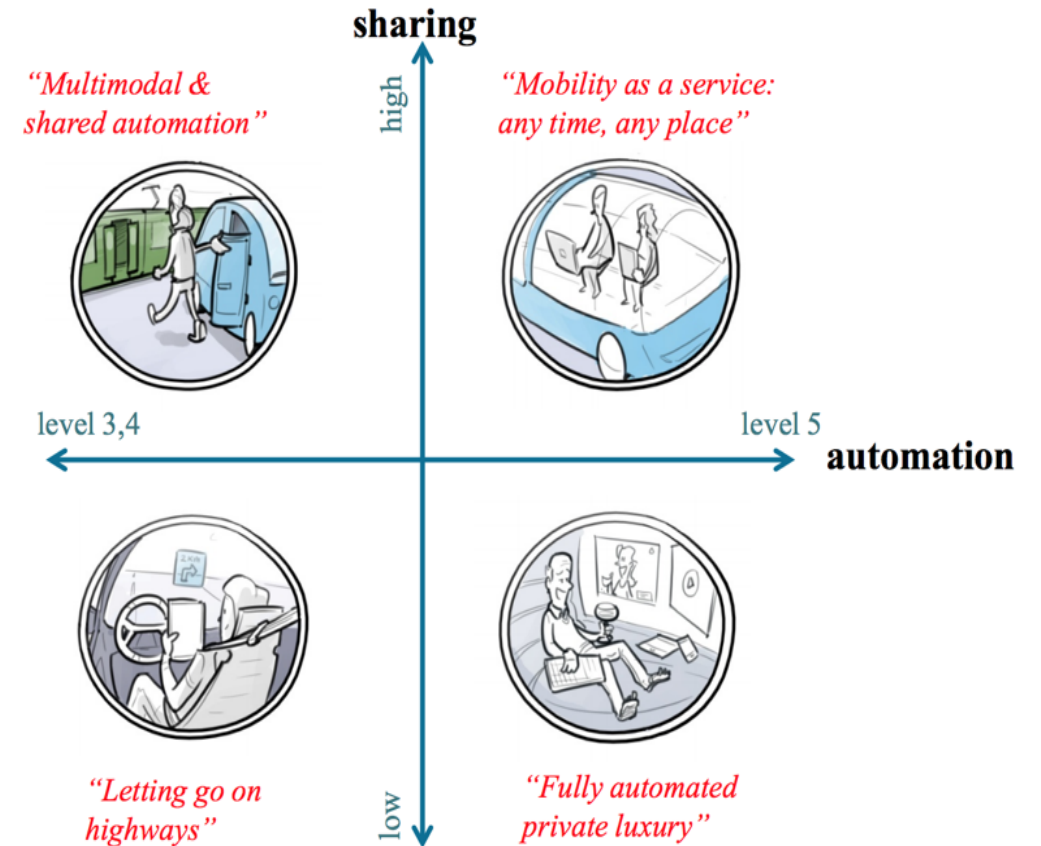 sharing
high
“Multimodal &
shared automation”
“Mobility as a service:
any time, any place”
level 3,4
level 5
automation
“Letting go on
highways”
low
“Fully automated
private luxury”